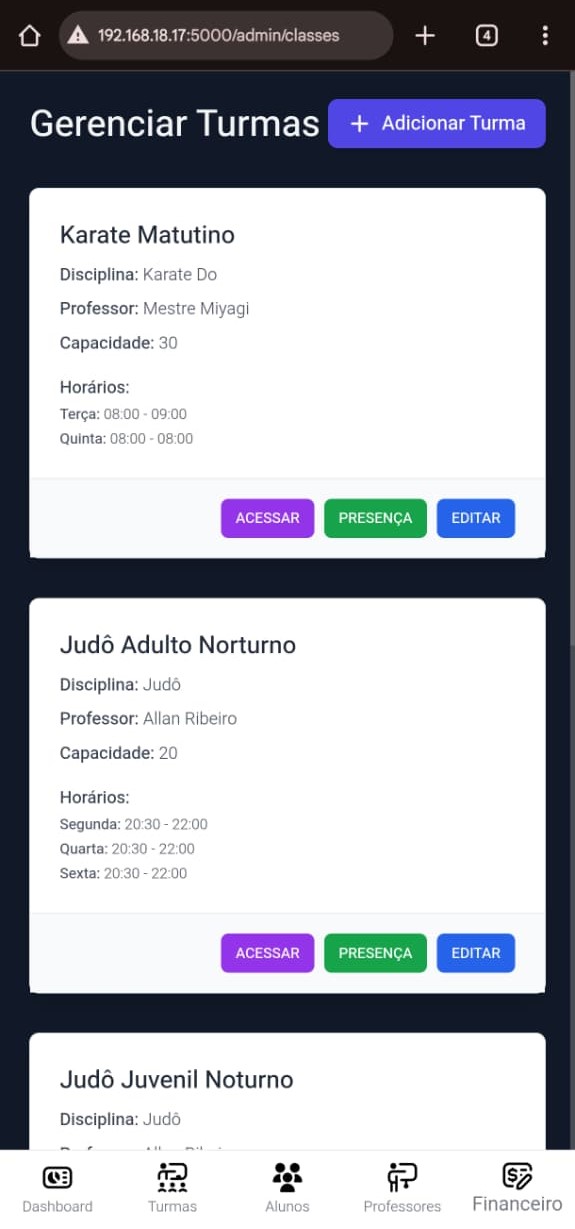 192.168.18.17:5000/admin/classes
4
Gerenciar Turmas
+ Adicionar Turma
Karate Matutino
Disciplina: Karate Do
Professor: Mestre Miyagi
Capacidade: 30
Horários:
Terça: 08:00 - 09:00
Quinta: 08:00 - 08:00
ACESSAR PRESENÇA EDITAR
Judô Adulto Norturno
Disciplina: Judô
Professor: Allan Ribeiro
Capacidade: 20
Horários:
Segunda: 20:30 - 22:00
Quarta: 20:30 - 22:00
Sexta: 20:30 - 22:00
ACESSAR PRESENÇA EDITAR
Judô Juvenil Noturno
Disciplina: Judô
Dashboard Turmas Alunos Professores Financeiro